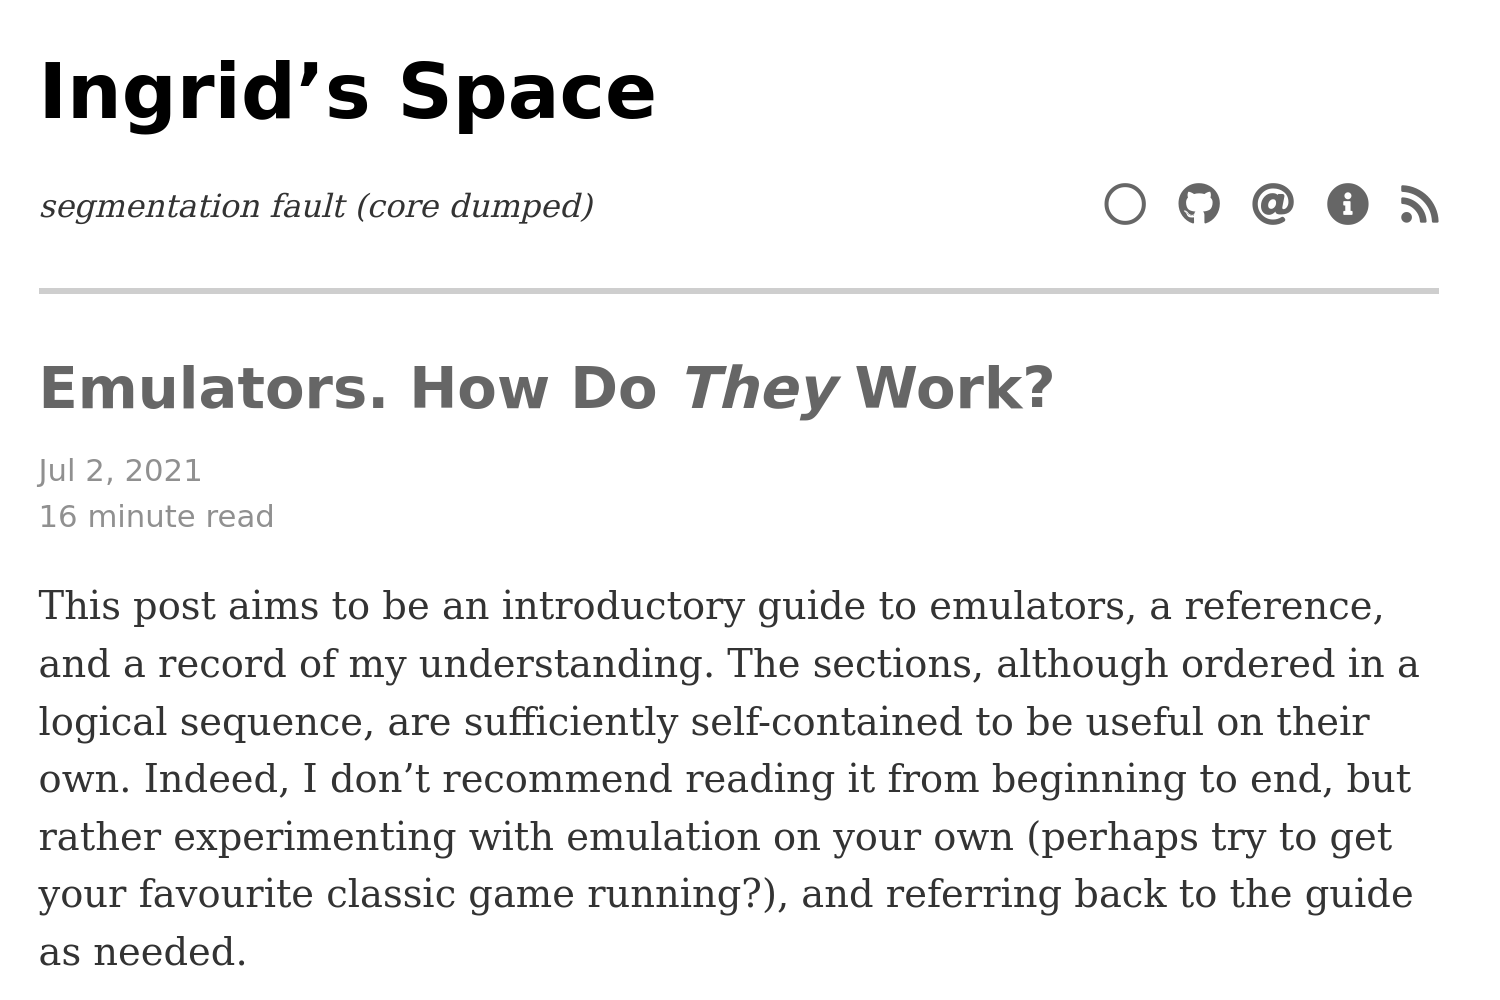 Ingrid’s Space
segmentation fault (core dumped)
Emulators. How Do They Work?
Jul 2, 2021
16 minute read
This post aims to be an introductory guide to emulators, a reference,
and a record of my understanding. The sections, although ordered in a
logical sequence, are sufficiently self-contained to be useful on their
own. Indeed, I don’t recommend reading it from beginning to end, but
rather experimenting with emulation on your own (perhaps try to get
your favourite classic game running?), and referring back to the guide
as needed.